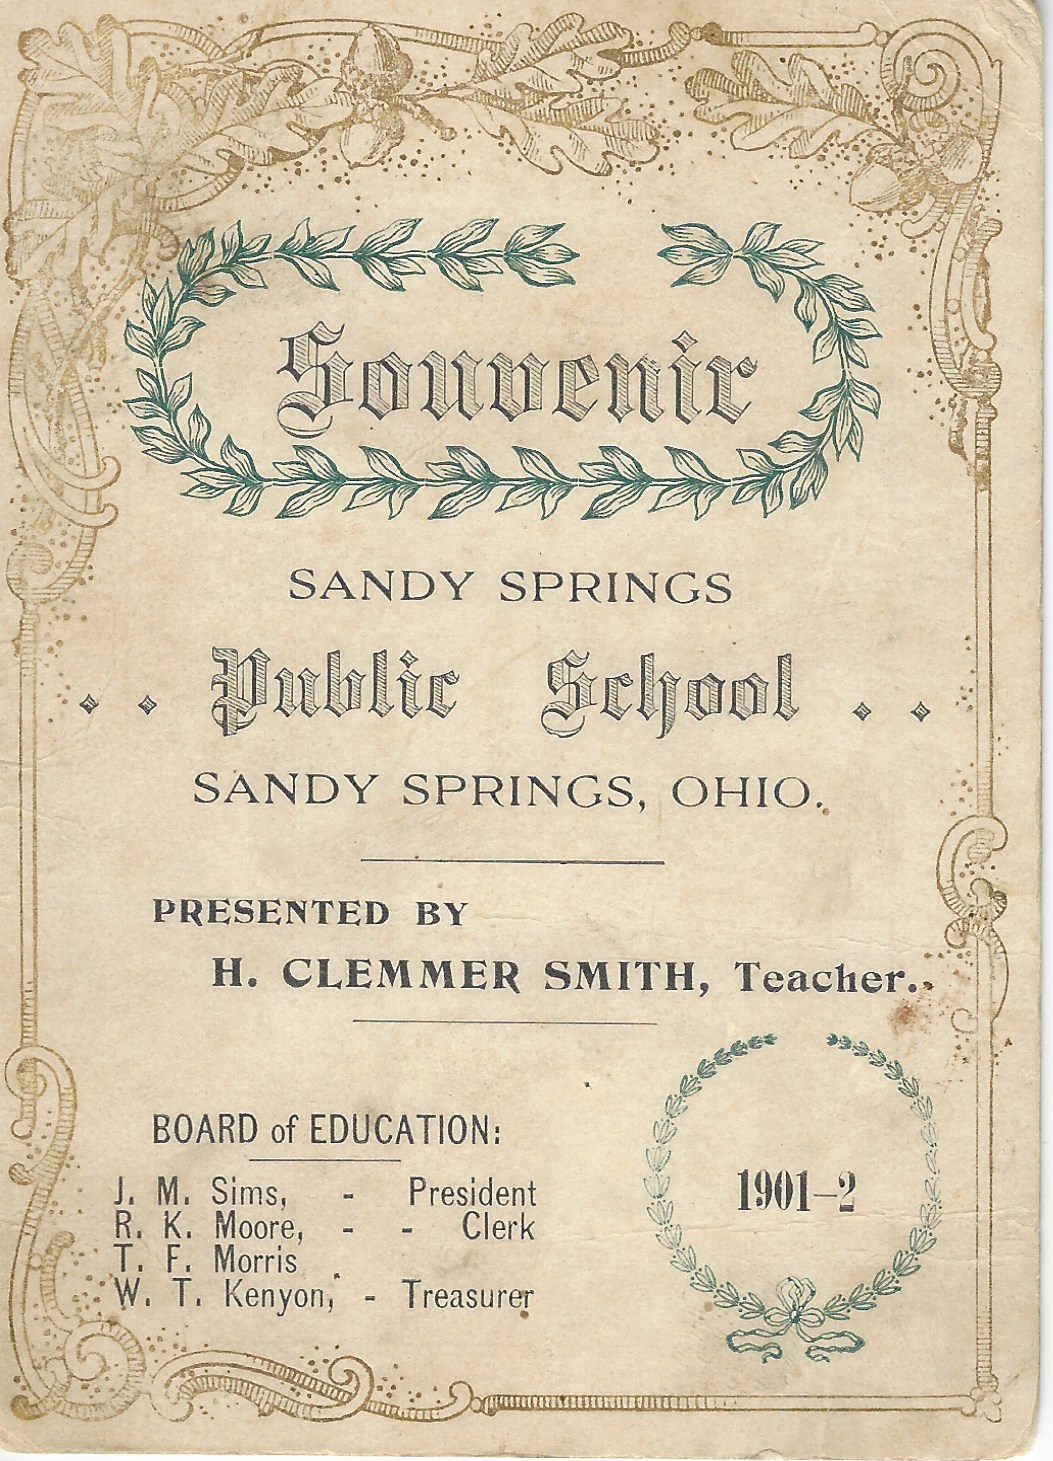 Souvenir
SANDY SPRINGS
. . Public School . .
SANDY SPRINGS, OHIO.
PRESENTED BY
H. CLEMMER SMITH, Teacher.
BOARD of EDUCATION:
J. M. Sims, - President
R. K. Moore, - - Clerk
T. F. Morris
W. T. Kenyon, - Treasurer
1901-2